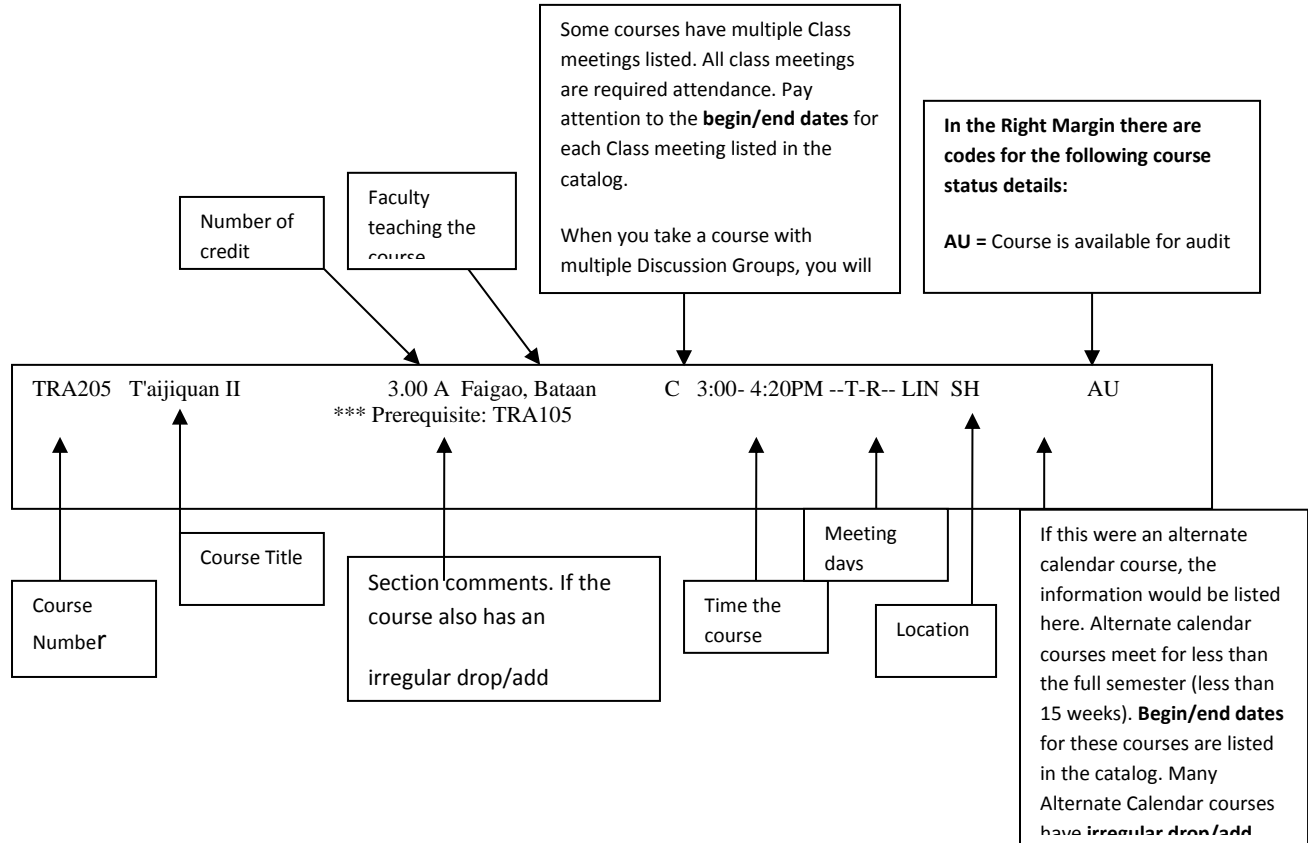 Some courses have multiple Class
meetings listed. All class meetings
are required attendance. Pay
attention to the begin/end dates for
each Class meeting listed in the
catalog.
When you take a course with
multiple Discussion Groups, you will
In the Right Margin there are
codes for the following course
status details:
AU = Course is available for audit
Number of
credit
Faculty
teaching the
course
TRA205 T'aijiquan II 3.00 A Faigao, Bataan C 3:00- 4:20PM --T-R-- LIN SH AU
*** Prerequisite: TRA105
Course
Number
Course Title
Section comments. If the
course also has an
irregular drop/add
Time the
course
Meeting
days
Location
If this were an alternate
calendar course, the
information would be listed
here. Alternate calendar
courses meet for less than
the full semester (less than
15 weeks). Begin/end dates
for these courses are listed
in the catalog. Many
Alternate Calendar courses
have irregular drop/add